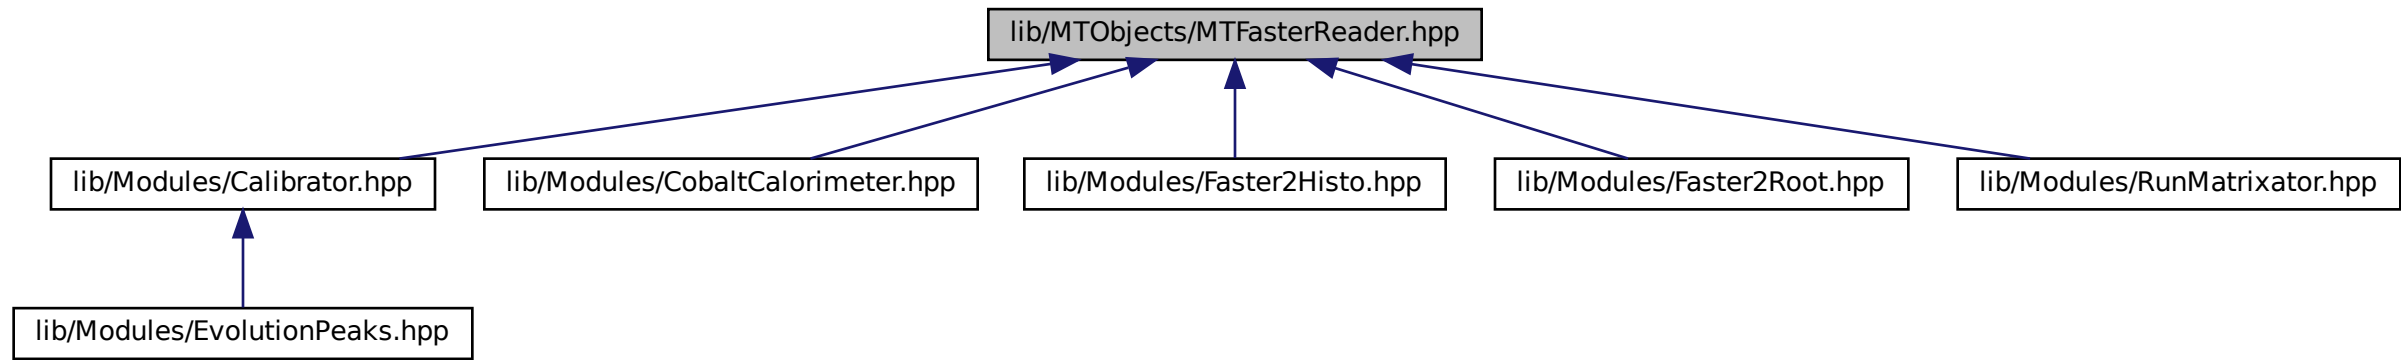 lib/MTObjects/MTFasterReader.hpp
lib/Modules/Calibrator.hpp
lib/Modules/CobaltCalorimeter.hpp
lib/Modules/Faster2Histo.hpp
lib/Modules/Faster2Root.hpp
lib/Modules/RunMatrixator.hpp
lib/Modules/EvolutionPeaks.hpp